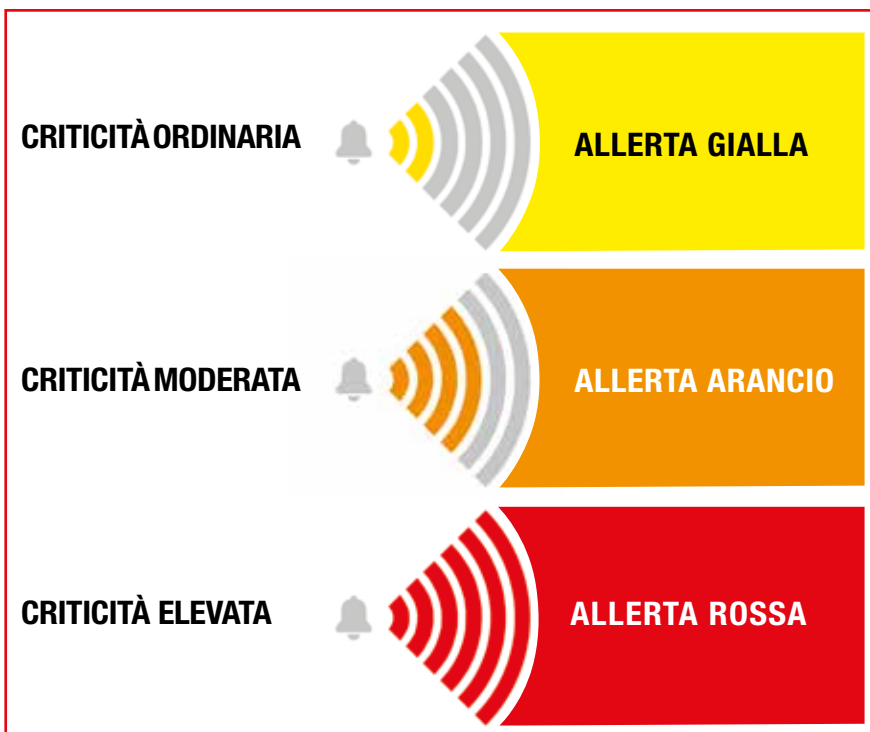 CRITICITÀ ORDINARIA
ALLERTA GIALLA
CRITICITÀ MODERATA
ALLERTA ARANCIO
CRITICITÀ ELEVATA
ALLERTA ROSSA